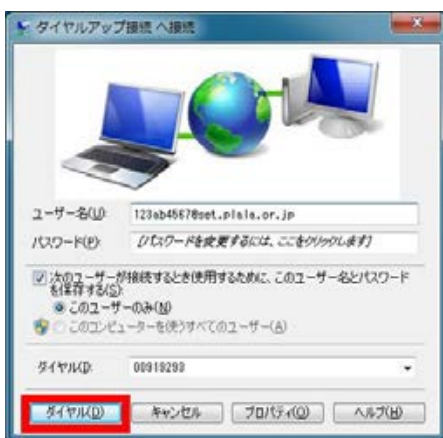 ダイヤルアップ接続 へ接続
ユーザー名(U): 123ab4567@set.plala.or.jp
パスワード(P): [パスワードを変更するには、ここをクリックします]
次のユーザーが接続するとき使用するために、このユーザー名とパスワード
を保存する(S):
このユーザーのみ(N)
このコンピューターを使うすべてのユーザー(A)
ダイヤル(I): 00919293
ダイヤル(D) キャンセル プロパティ(O) ヘルプ(H)